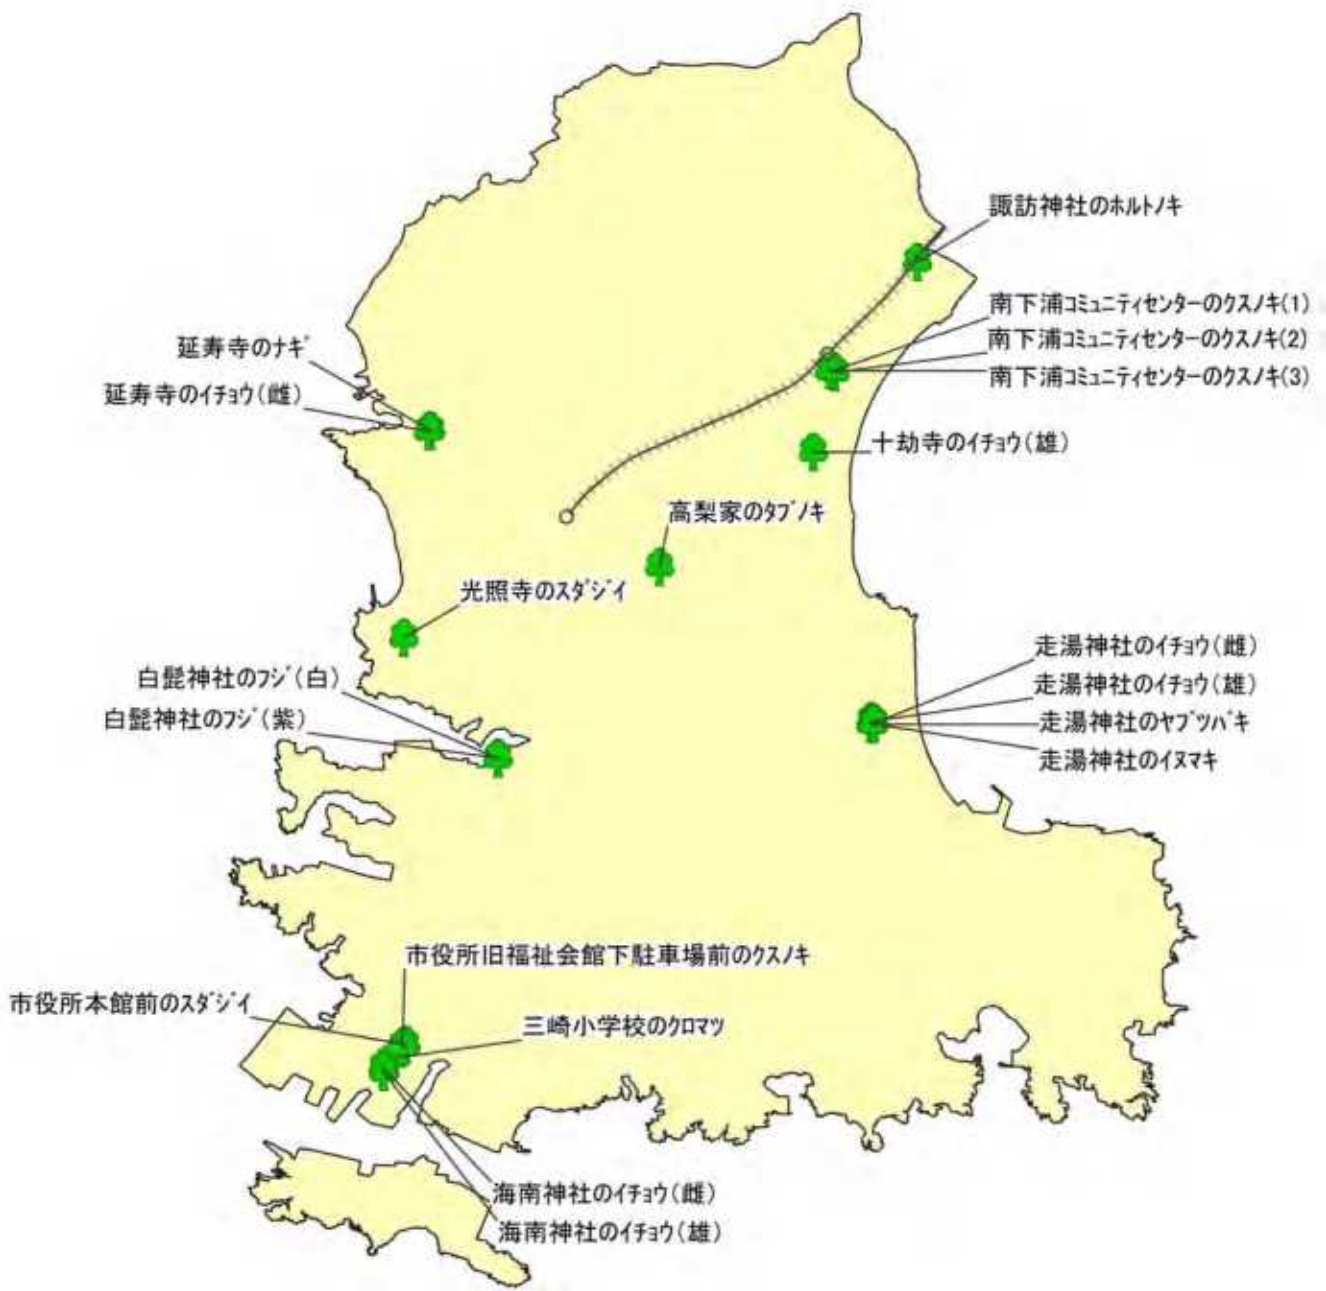 諏訪神社のホルトノキ
南下浦コミュニティセンターのクスノキ(1)
南下浦コミュニティセンターのクスノキ(2)
南下浦コミュニティセンターのクスノキ(3)
延寿寺のナギ
延寿寺のイチョウ(雌)
十劫寺のイチョウ(雄)
高梨家のタブノキ
光照寺のスダジイ
白髭神社のフジ(白)
白髭神社のフジ(紫)
走湯神社のイチョウ(雌)
走湯神社のイチョウ(雄)
走湯神社のヤブツバキ
走湯神社のイヌマキ
市役所旧福祉会館下駐車場前のクスノキ
市役所本館前のスダジイ
三崎小学校のクロマツ
海南神社のイチョウ(雌)
海南神社のイチョウ(雄)